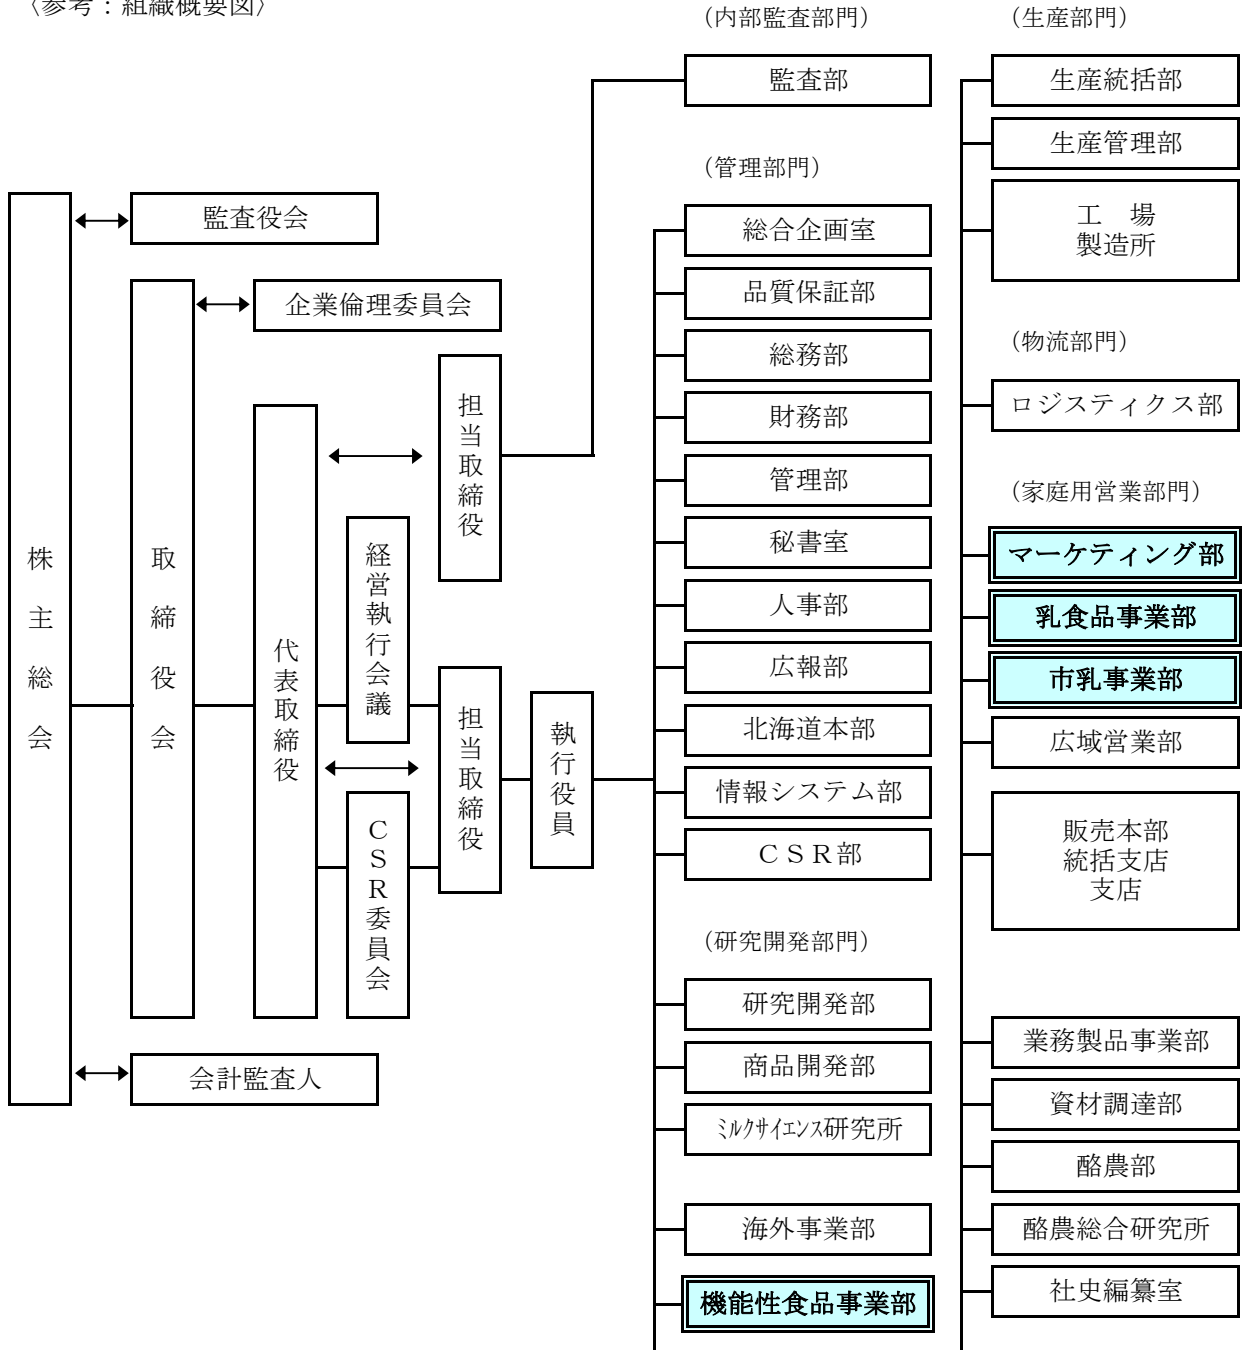 〈参考：組織概要図〉
株主総会
監査役会
取締役会
企業倫理委員会
代表取締役
経営執行会議
ＣＳＲ委員会
担当取締役
担当取締役
執行役員
会計監査人
（内部監査部門）
監査部
（管理部門）
総合企画室
品質保証部
総務部
財務部
管理部
秘書室
人事部
広報部
北海道本部
情報システム部
ＣＳＲ部
（研究開発部門）
研究開発部
商品開発部
ﾐﾙｸｻｲｴﾝｽ研究所
海外事業部
機能性食品事業部
（生産部門）
生産統括部
生産管理部
工　場
製造所
（物流部門）
ロジスティクス部
（家庭用営業部門）
マーケティング部
乳食品事業部
市乳事業部
広域営業部
販売本部
統括支店
支店
業務製品事業部
資材調達部
酪農部
酪農総合研究所
社史編纂室